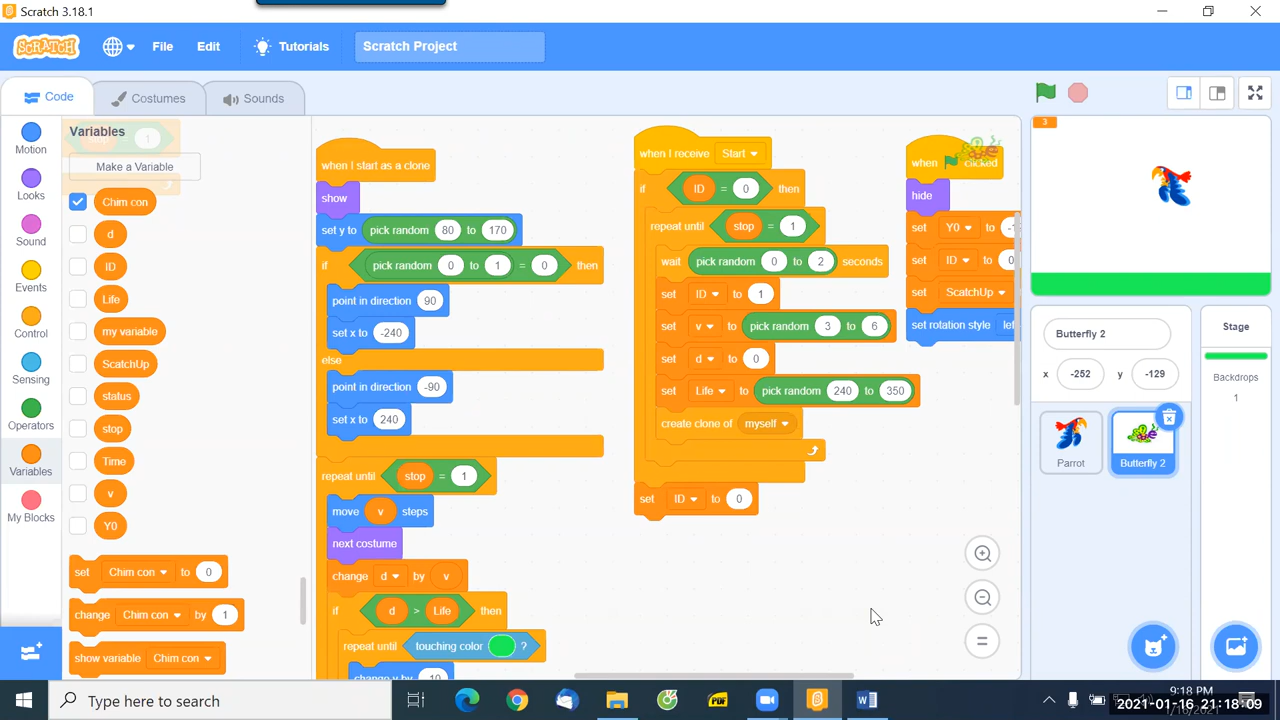 Scratch 3.18.1
SCRATCH
File
Edit
Tutorials
Scratch Project
Code
Costumes
Sounds
Motion
Looks
Sound
Events
Control
Sensing
Operators
Variables
My Blocks
Variables
Make a Variable
Chim con
d
ID
Life
my variable
ScatchUp
status
stop
Time
v
Y0
set Chim con to 0
change Chim con by 1
show variable Chim con
when I start as a clone
show
set y to pick random 80 to 170
if pick random 0 to 1 = 0 then
point in direction 90
set x to -240
else
point in direction -90
set x to 240
repeat until stop = 1
move v steps
next costume
change d by v
if d > Life then
repeat until touching color ?
change y by -10
when I receive Start
if ID = 0 then
repeat until stop = 1
wait pick random 0 to 2 seconds
set ID to 1
set v to pick random 3 to 6
set d to 0
set Life to pick random 240 to 350
create clone of myself
set ID to 0
when clicked
hide
set Y0 to
set ID to 0
set ScatchUp
set rotation style
3
Butterfly 2
x -252 y -129
Parrot
Butterfly 2
Stage
Backdrops
1
Type here to search
PDF
9:18 PM
2021-01-16 21:18:09